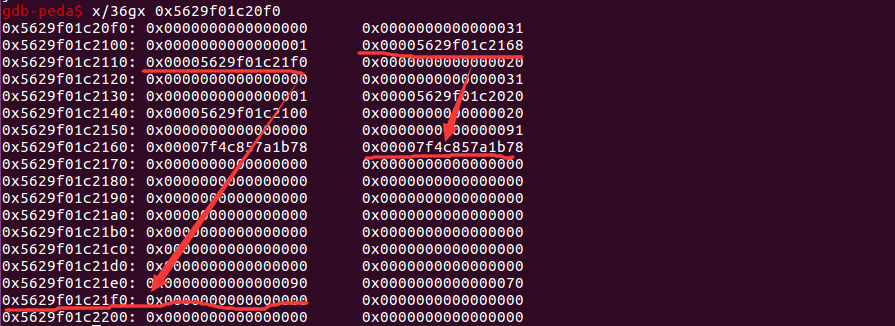 gdb-peda$ x/36gx 0x5629f01c20f0
0x5629f01c20f0: 0x0000000000000000 0x0000000000000031
0x5629f01c2100: 0x0000000000000001 0x00005629f01c2168
0x5629f01c2110: 0x00005629f01c21f0 0x0000000000000020
0x5629f01c2120: 0x0000000000000000 0x0000000000000031
0x5629f01c2130: 0x0000000000000001 0x00005629f01c2020
0x5629f01c2140: 0x00005629f01c2100 0x0000000000000020
0x5629f01c2150: 0x0000000000000000 0x0000000000000091
0x5629f01c2160: 0x00007f4c857a1b78 0x00007f4c857a1b78
0x5629f01c2170: 0x0000000000000000 0x0000000000000000
0x5629f01c2180: 0x0000000000000000 0x0000000000000000
0x5629f01c2190: 0x0000000000000000 0x0000000000000000
0x5629f01c21a0: 0x0000000000000000 0x0000000000000000
0x5629f01c21b0: 0x0000000000000000 0x0000000000000000
0x5629f01c21c0: 0x0000000000000000 0x0000000000000000
0x5629f01c21d0: 0x0000000000000000 0x0000000000000000
0x5629f01c21e0: 0x0000000000000090 0x0000000000000070
0x5629f01c21f0: 0x0000000000000000 0x0000000000000000
0x5629f01c2200: 0x0000000000000000 0x0000000000000000